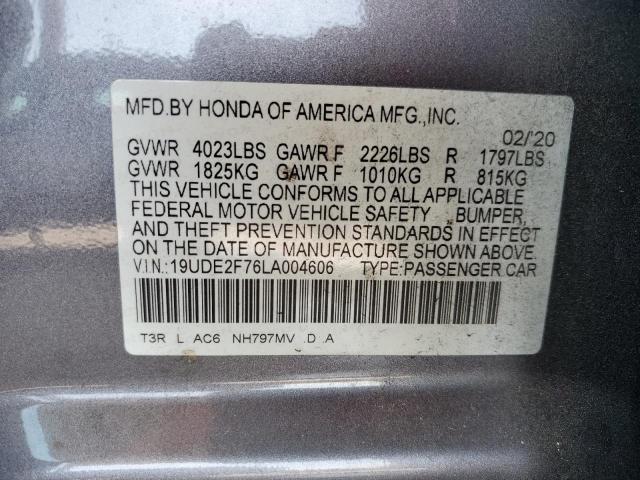 MFD.BY HONDA OF AMERICA MFG.,INC.
02/'20
GVWR 4023LBS GAWR F 2226LBS R 1797LBS
GVWR 1825KG GAWR F 1010KG R 815KG
THIS VEHICLE CONFORMS TO ALL APPLICABLE
FEDERAL MOTOR VEHICLE SAFETY BUMPER,
AND THEFT PREVENTION STANDARDS IN EFFECT
ON THE DATE OF MANUFACTURE SHOWN ABOVE.
V.I.N.:19UDE2F76LA004606 TYPE:PASSENGER CAR
T3R L AC6 NH797MV .D .A